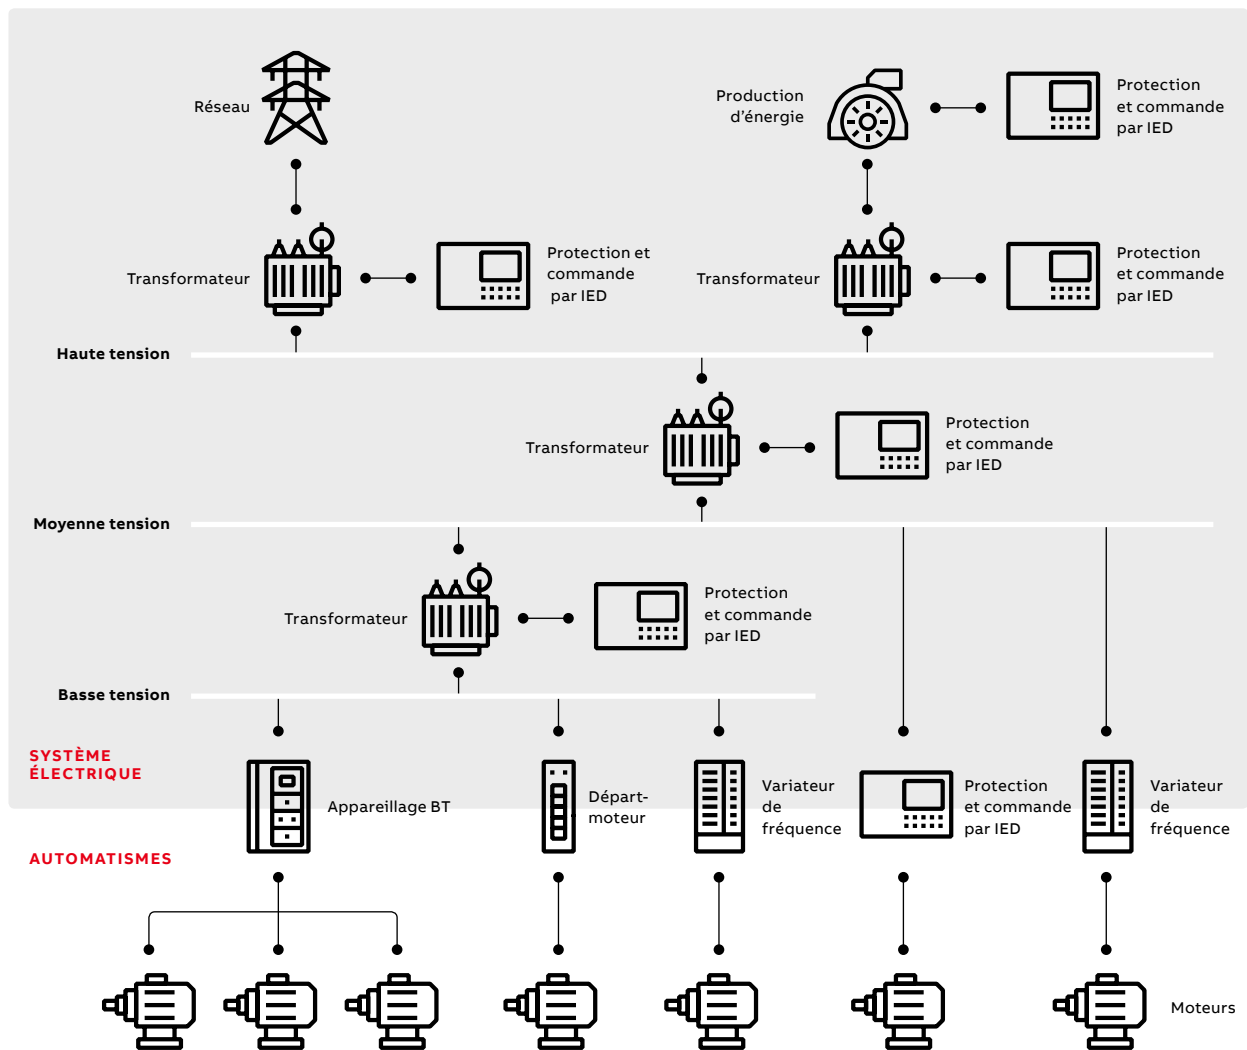 Réseau
Production
d’énergie
Protection
et commande
par IED
Transformateur
Protection et
commande
par IED
Transformateur
Protection
et commande
par IED
Haute tension
Transformateur
Protection
et commande
par IED
Moyenne tension
Transformateur
Protection
et commande
par IED
Basse tension
SYSTÈME
ÉLECTRIQUE
Appareillage BT
Départ-
moteur
Variateur
de
fréquence
Protection
et commande
par IED
Variateur
de
fréquence
AUTOMATISMES
Moteurs